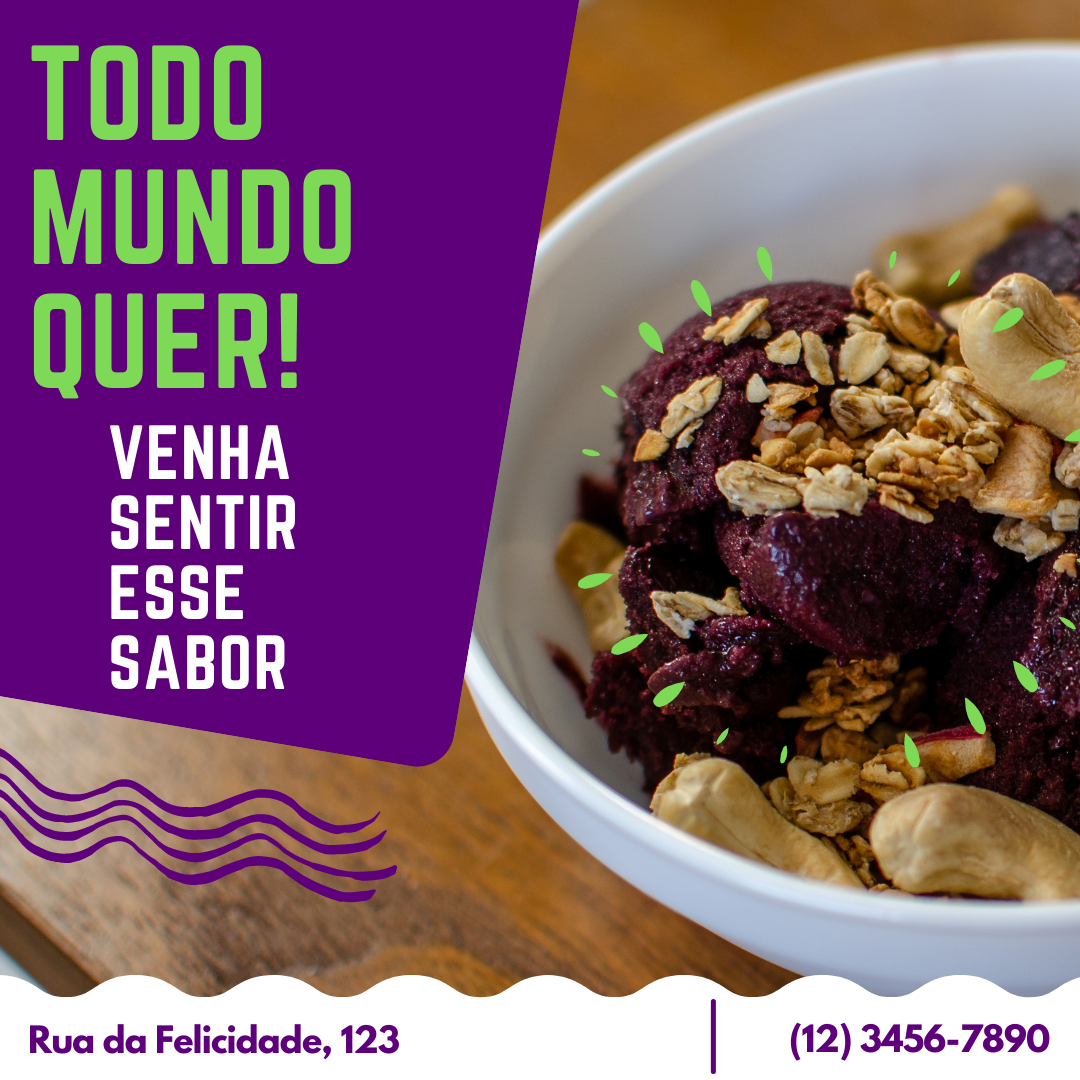 TODO
MUNDO
QUER!
VENHA
SENTIR
ESSE
SABOR
Rua da Felicidade, 123
(12) 3456-7890